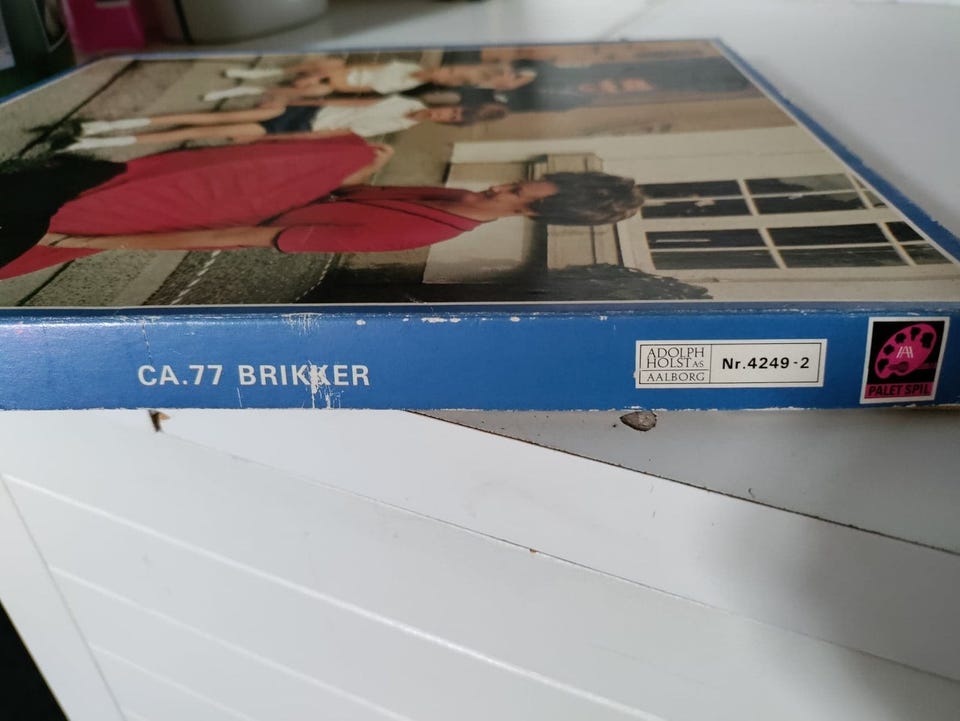 CA.77 BRIKKER
ADOLPH
HOLST AS
AALBORG
Nr.4249-2
PALET SPIL